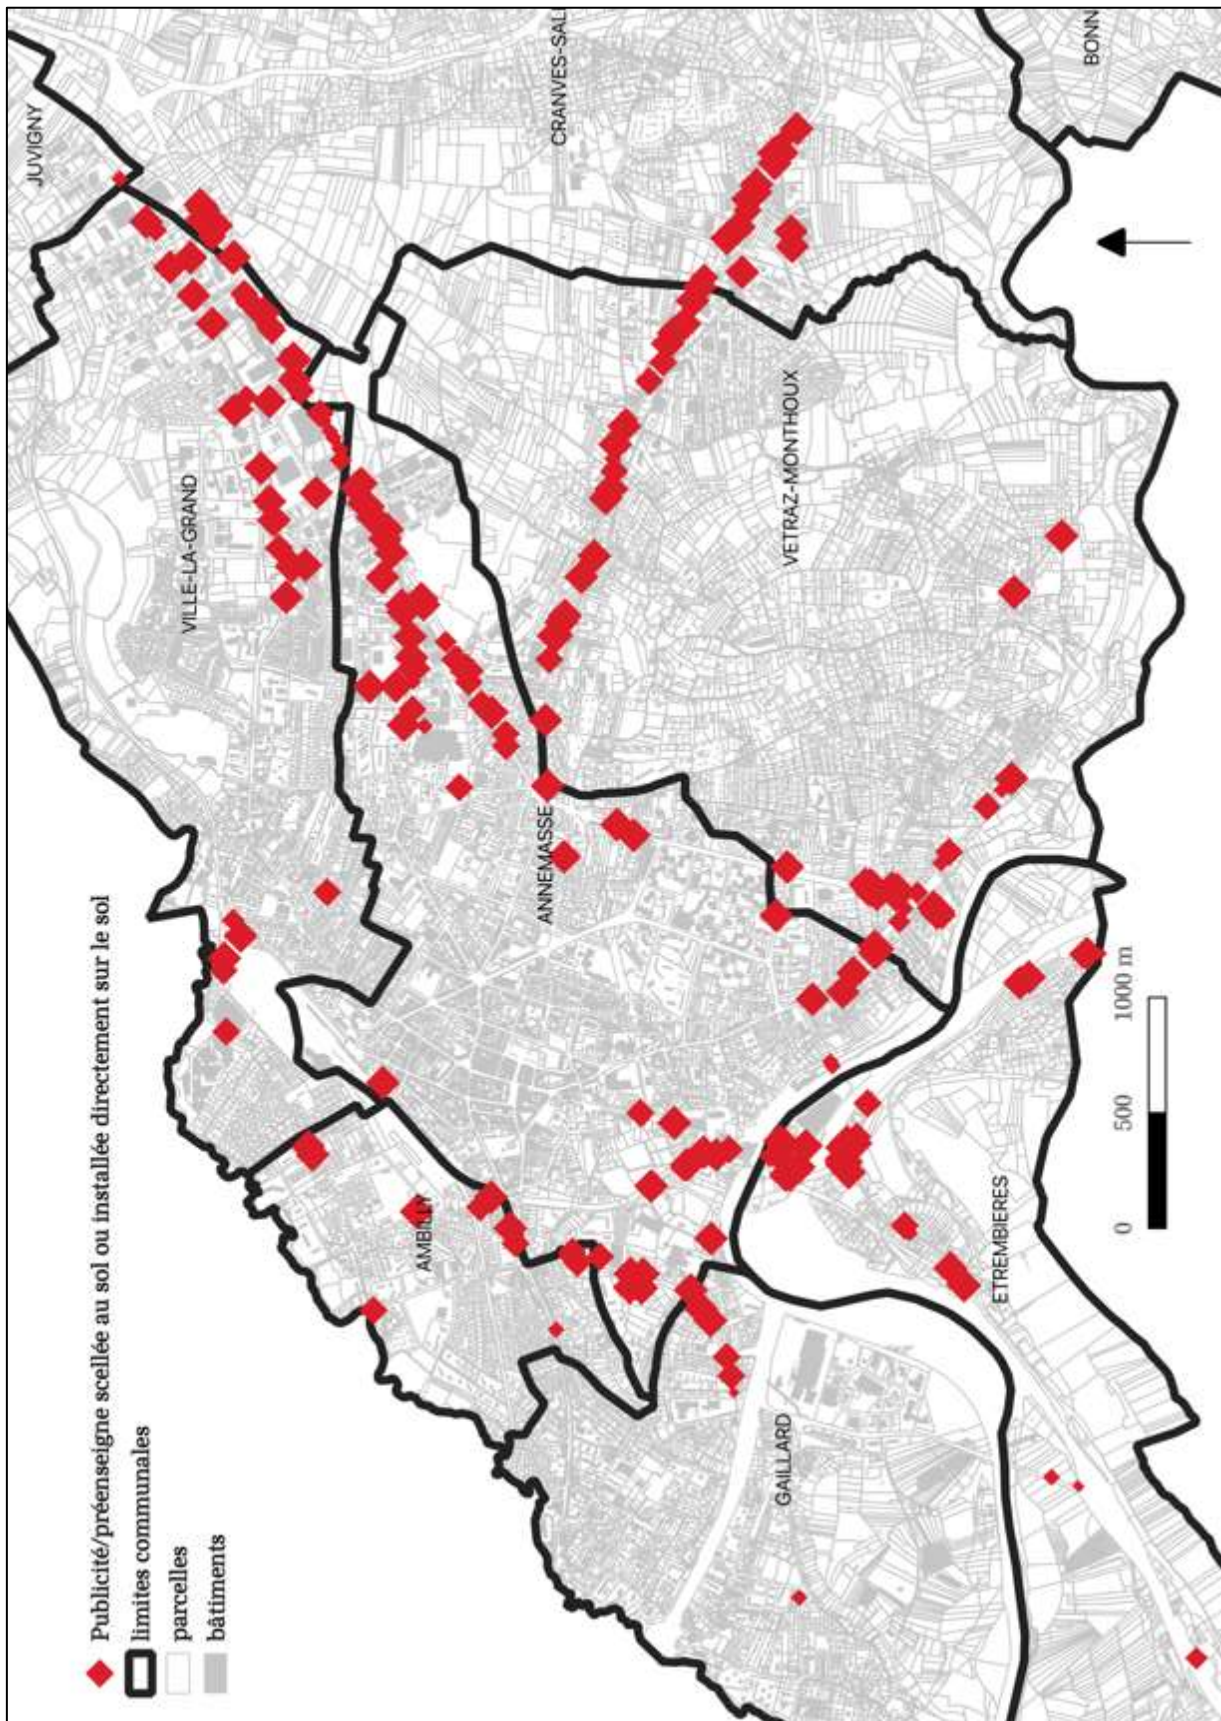 Publicité/préenseigne scellée au sol ou installée directement sur le sol
limites communales
parcelles
bâtiments
JUVIGNY
CRANVES-SAL
BONN
VILLE-LA-GRAND
VETRAZ-MONTHOUX
ANNEMASSE
AMBILLY
ETREMBIERES
GAILLARD
0 500 1000 m